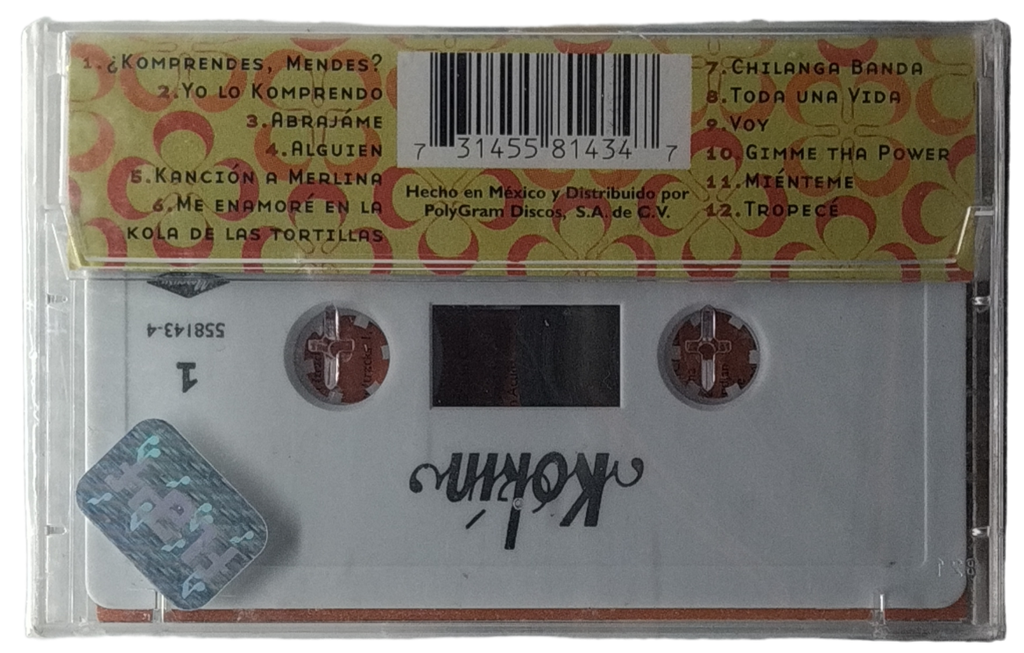 1.¿KOMPRENDES, MENDES?
2.YO LO KOMPRENDO
3.ABRAJÁME
4.ALGUIEN
5.KANCIÓN A MERLINA
6.ME ENAMORÉ EN LA
KOLA DE LAS TORTILLAS
7 31455 81434 7
Hecho en México y Distribuido por
PolyGram Discos, S.A. de C.V.
7.CHILANGA BANDA
8.TODA UNA VIDA
9.VOY
10.GIMME THA POWER
11.MIÉNTEME
12.TROPECÉ
558143-4
1